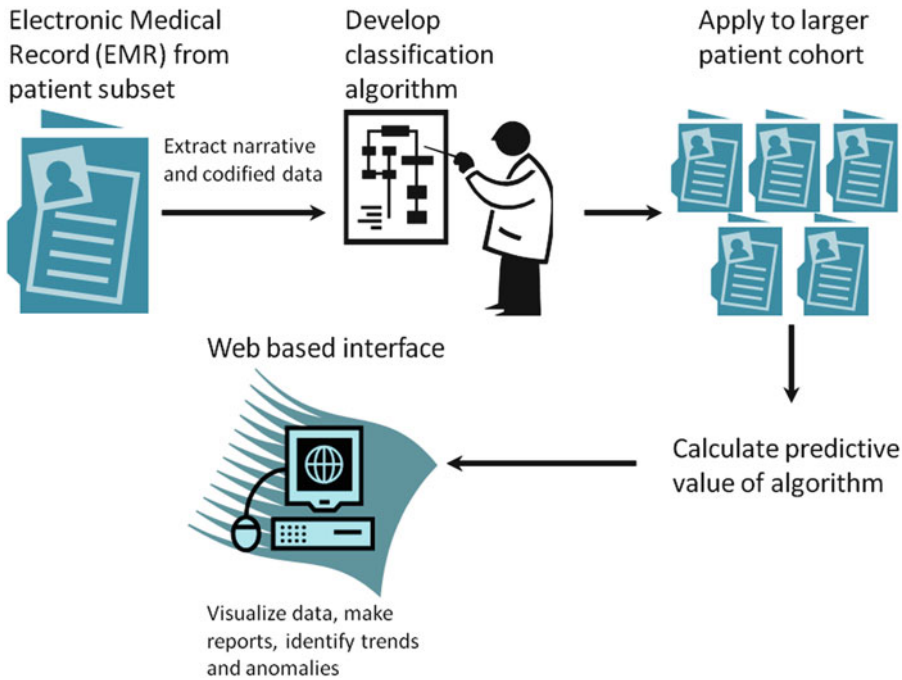 Electronic Medical
Record (EMR) from
patient subset
Extract narrative
and codified data
Develop
classification
algorithm
Apply to larger
patient cohort
Calculate predictive
value of algorithm
Web based interface
Visualize data, make
reports, identify trends
and anomalies